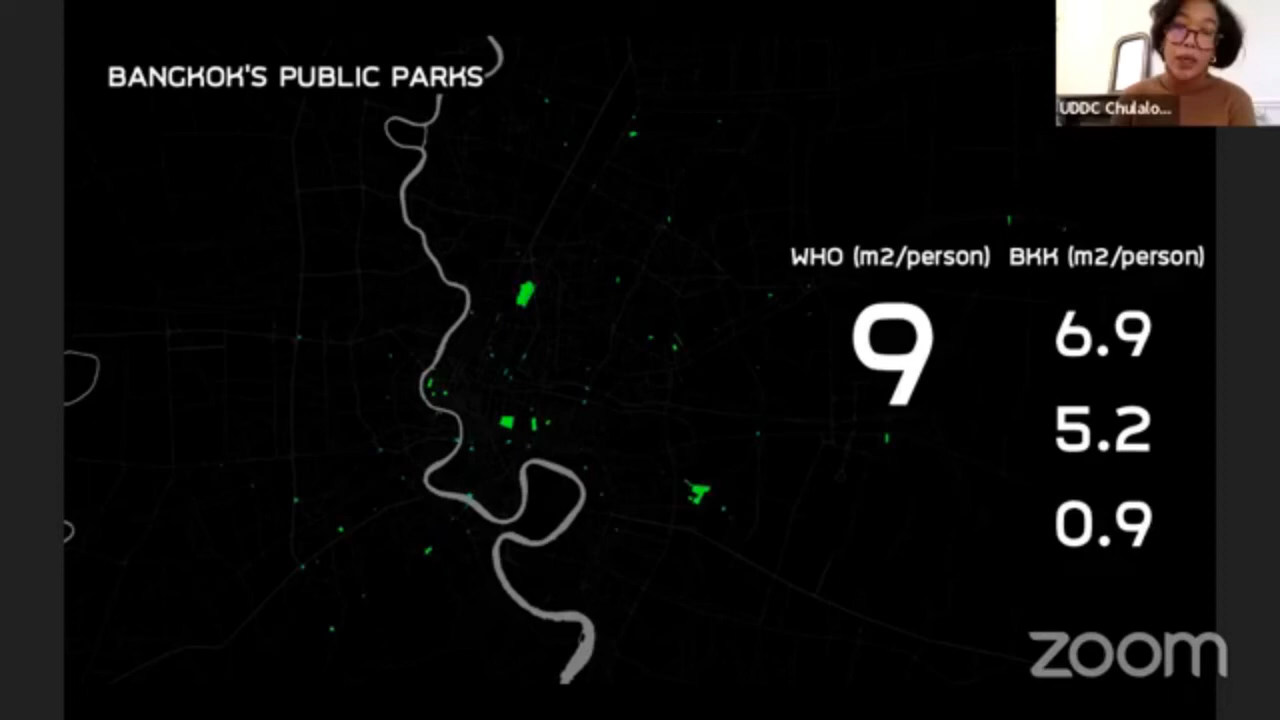 BANGKOK'S PUBLIC PARKS
UDDC Chulalo...
WHO (m2/person) BKK (m2/person)
9
6.9
5.2
0.9
zoom